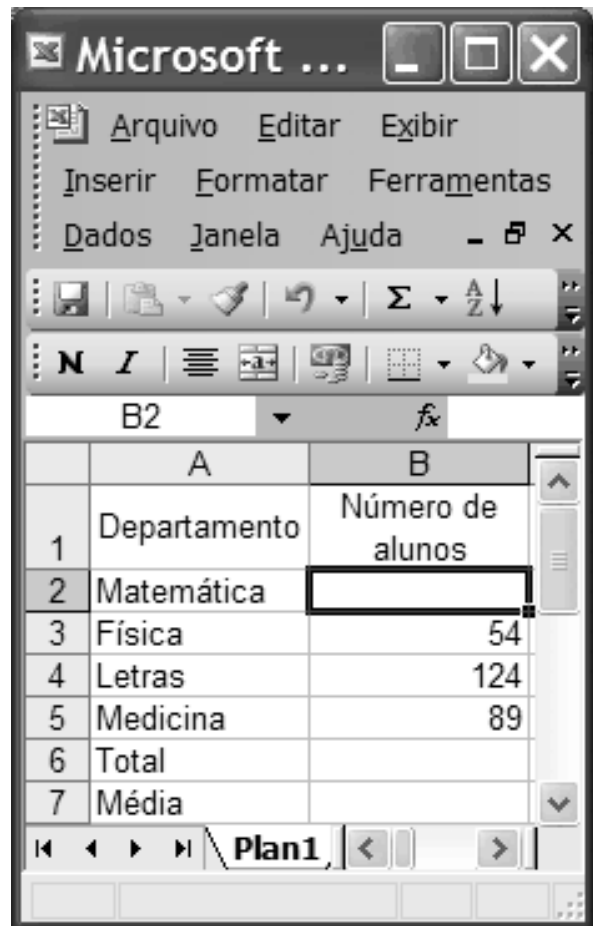 Microsoft ...
Arquivo Editar Exibir
Inserir Formatar Ferramentas
Dados Janela Ajuda
Σ A Z
N I a
B2 fx
A B
1 Departamento Número de
alunos
2 Matemática
3 Física 54
4 Letras 124
5 Medicina 89
6 Total
7 Média
Plan1